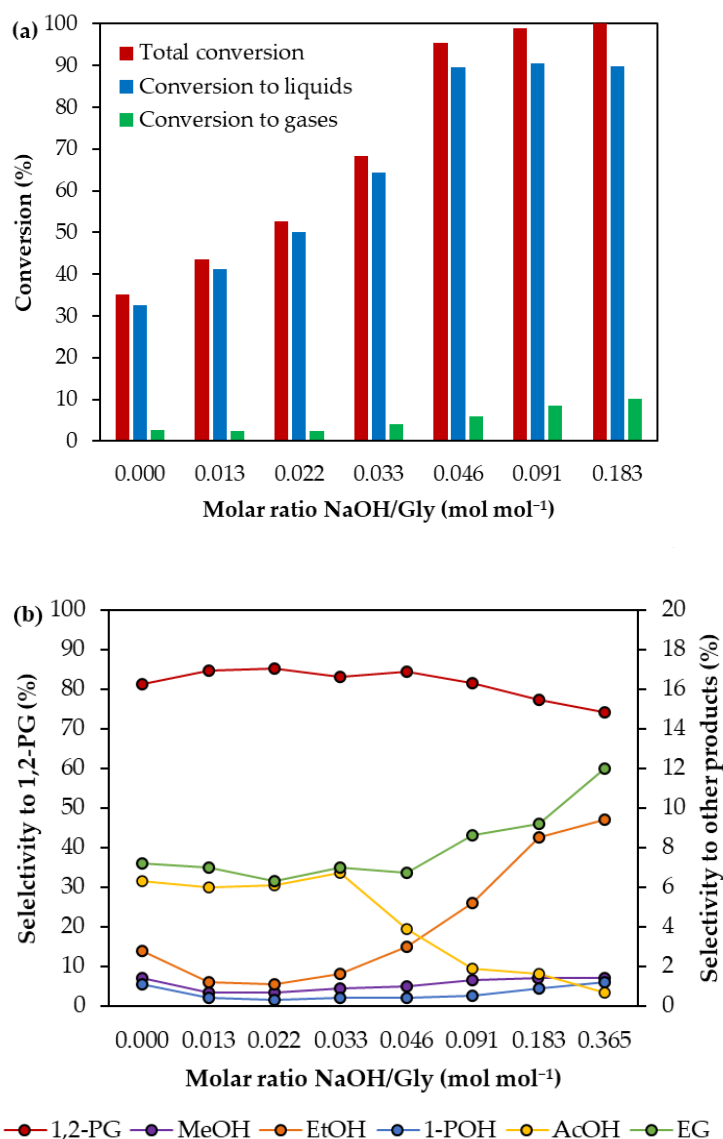 (a)
Total conversion
Conversion to liquids
Conversion to gases
Conversion (%)
100
90
80
70
60
50
40
30
20
10
0
0.000 0.013 0.022 0.033 0.046 0.091 0.183
Molar ratio NaOH/Gly (mol mol⁻¹)
(b)
Selelctivity to 1,2-PG (%)
100
90
80
70
60
50
40
30
20
10
0
20
18
16
14
12
10
8
6
4
2
0
Selectivity to other products (%)
0.000 0.013 0.022 0.033 0.046 0.091 0.183 0.365
Molar ratio NaOH/Gly (mol mol⁻¹)
1,2-PG MeOH EtOH 1-POH AcOH EG